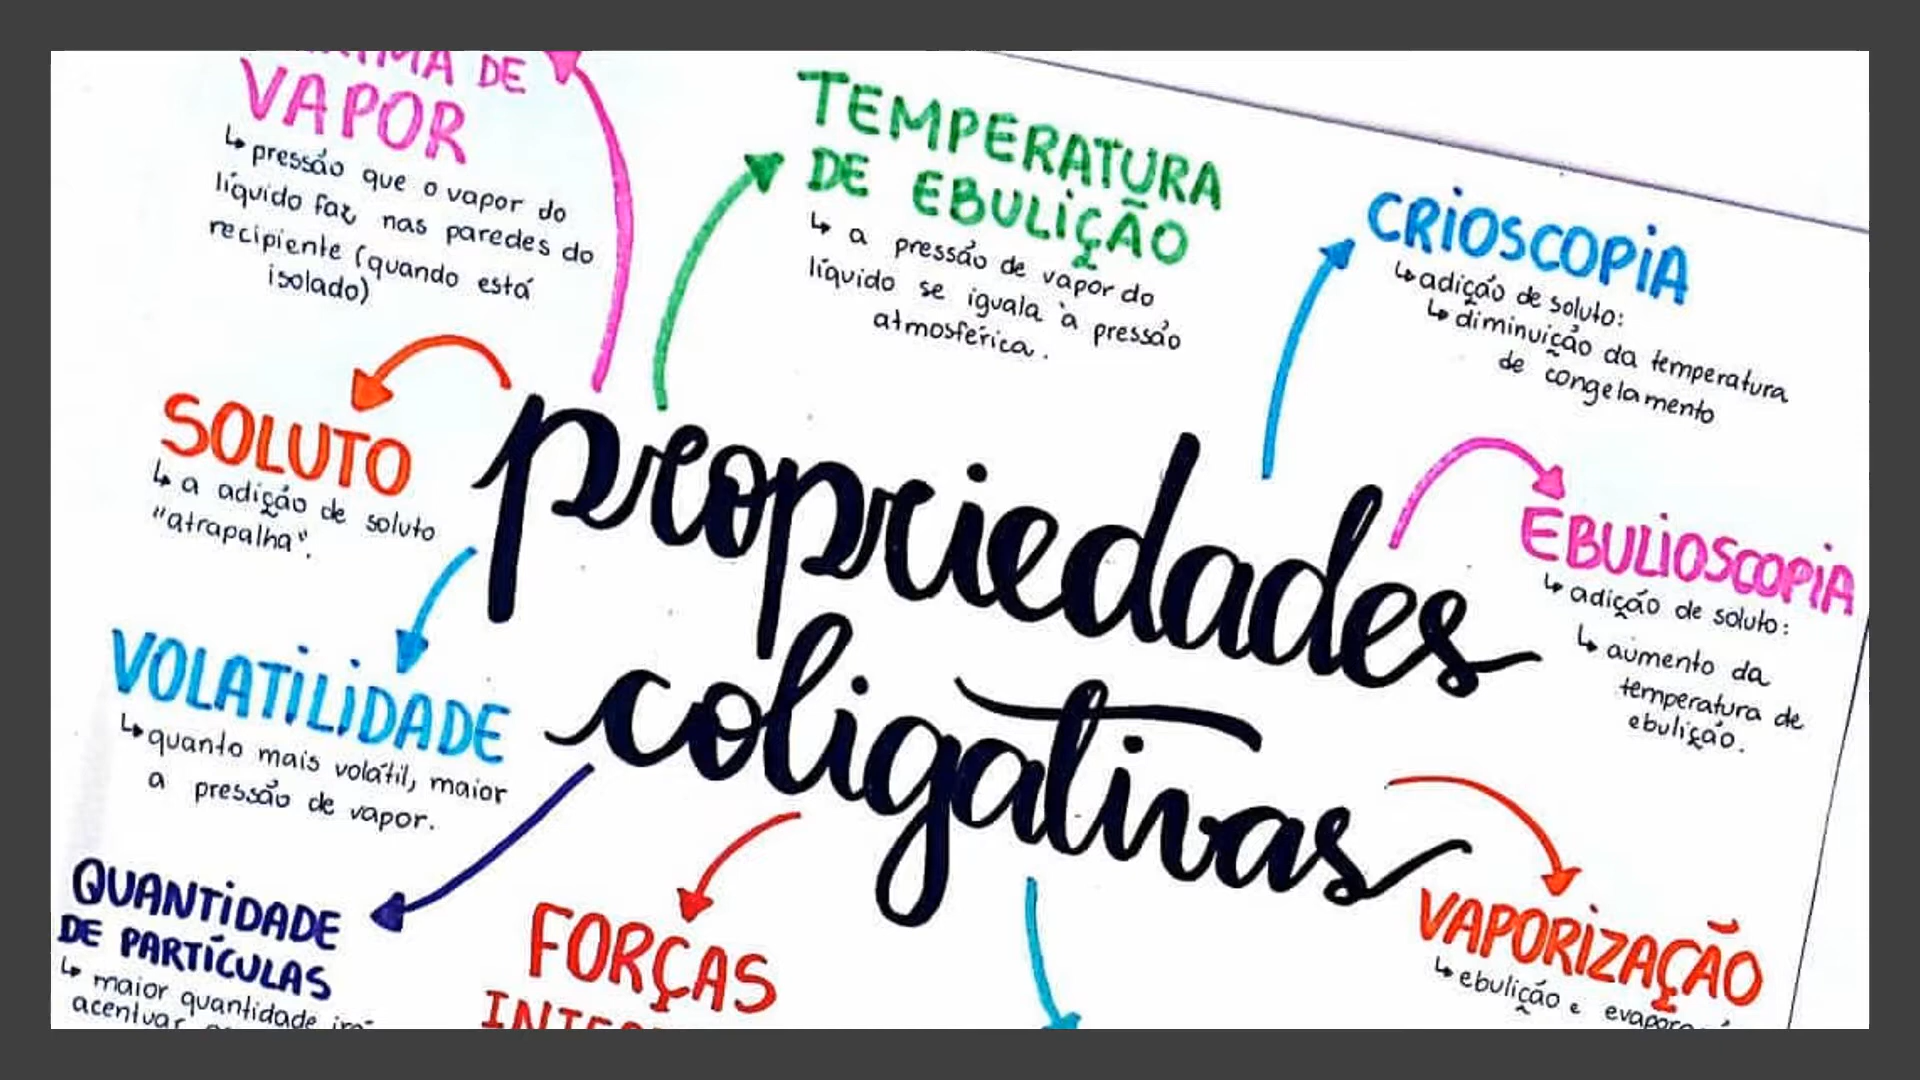 DE
VAPOR
↳ pressão que o vapor do
líquido faz nas paredes do
recipiente (quando está
isolado)
TEMPERATURA
DE EBULIÇÃO
↳ a pressão de vapor do
líquido se iguala à pressão
atmosférica.
CRIOSCOPIA
↳ adição de soluto:
↳ diminuição da temperatura
de congelamento
SOLUTO
↳ a adição de soluto
"atrapalha".
propriedades
coligativas
EBULIOSCOPIA
↳ adição de soluto:
↳ aumento da
temperatura de
ebulição.
VOLATILIDADE
↳ quanto mais volátil, maior
a pressão de vapor.
QUANTIDADE
DE PARTÍCULAS
↳ maior quantidade irá
acentuar
FORÇAS
VAPORIZAÇÃO
↳ ebulição e